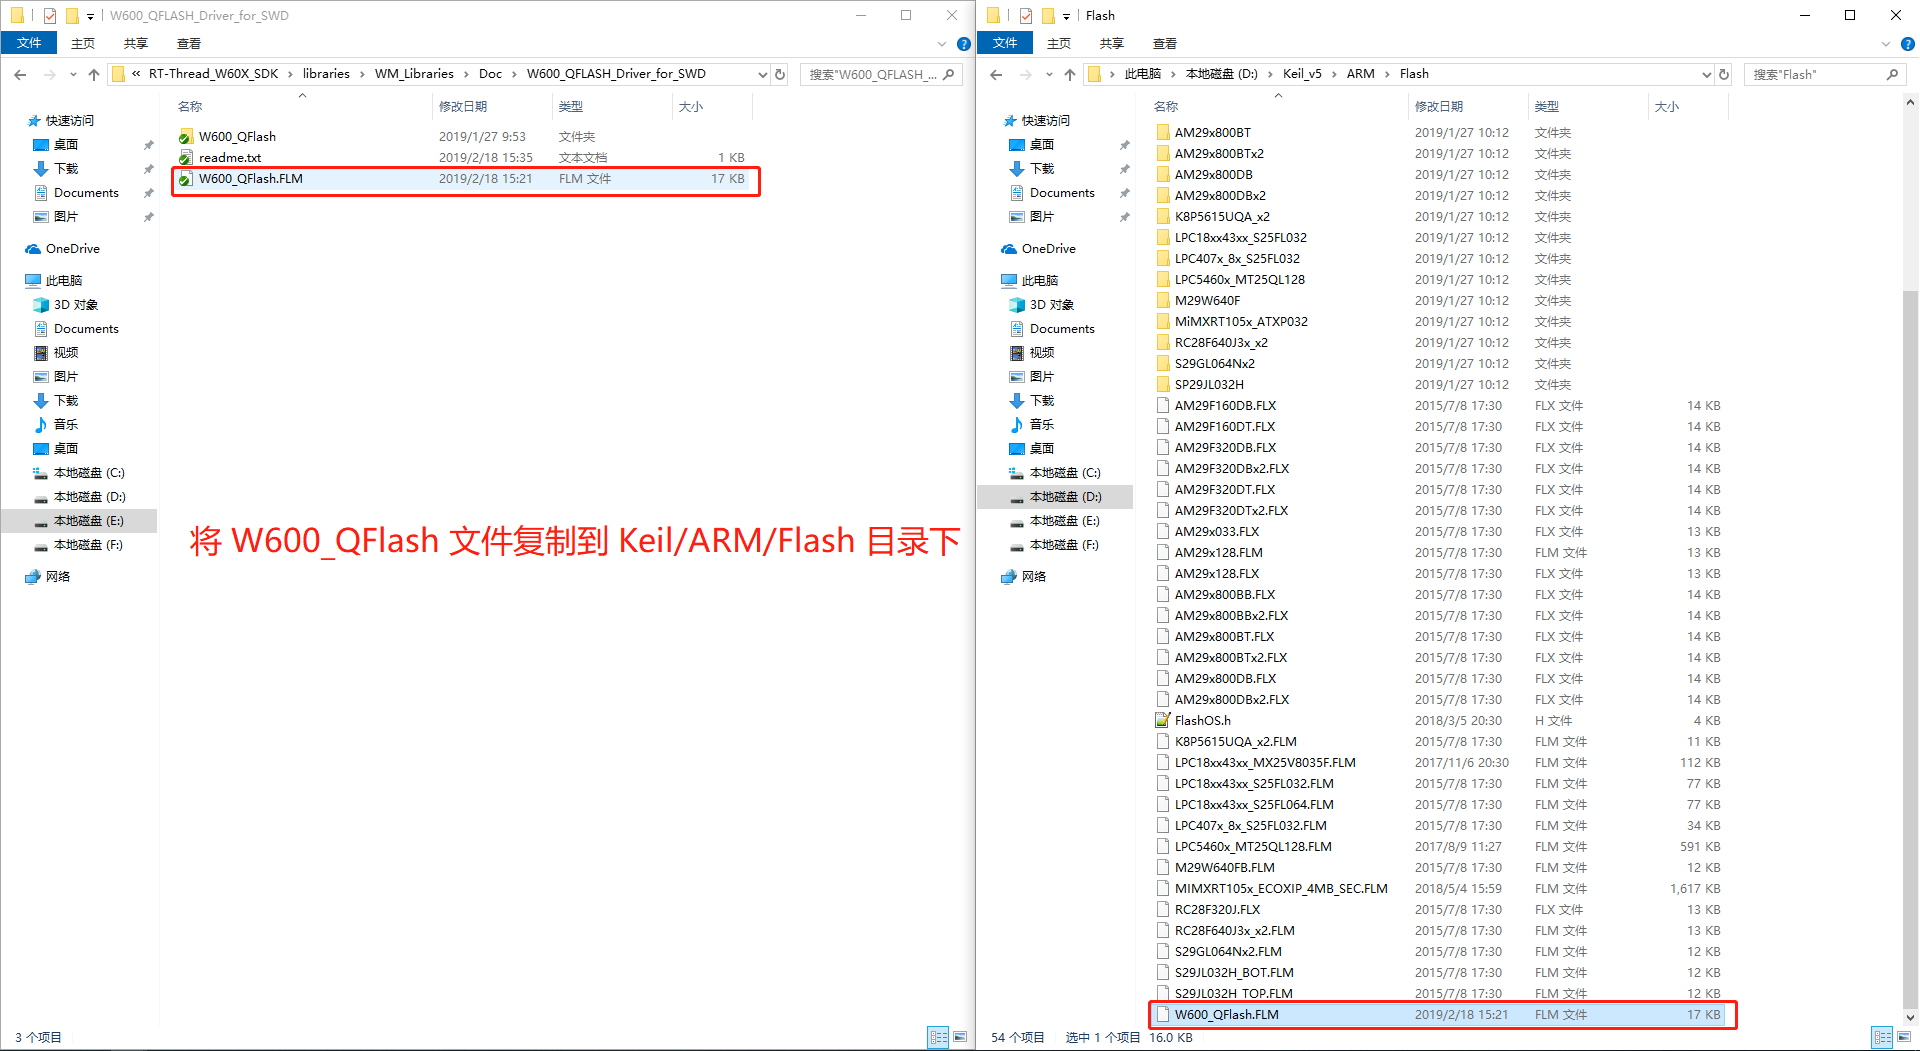 W600_QFLASH_Driver_for_SWD
文件 主页 共享 查看
« RT-Thread_W60X_SDK › libraries › WM_Libraries › Doc › W600_QFLASH_Driver_for_SWD
搜索"W600_QFLASH_...
名称 修改日期 类型 大小
W600_QFlash 2019/1/27 9:53 文件夹
readme.txt 2019/2/18 15:35 文本文档 1 KB
W600_QFlash.FLM 2019/2/18 15:21 FLM 文件 17 KB
快速访问
桌面
下载
Documents
图片
OneDrive
此电脑
3D 对象
Documents
视频
图片
下载
音乐
桌面
本地磁盘 (C:)
本地磁盘 (D:)
本地磁盘 (E:)
本地磁盘 (F:)
网络
将 W600_QFlash 文件复制到 Keil/ARM/Flash 目录下
3 个项目
Flash
文件 主页 共享 查看
› 此电脑 › 本地磁盘 (D:) › Keil_v5 › ARM › Flash
搜索"Flash"
快速访问
桌面
下载
Documents
图片
OneDrive
此电脑
3D 对象
Documents
视频
图片
下载
音乐
桌面
本地磁盘 (C:)
本地磁盘 (D:)
本地磁盘 (E:)
本地磁盘 (F:)
网络
名称 修改日期 类型 大小
AM29x800BT 2019/1/27 10:12 文件夹
AM29x800BTx2 2019/1/27 10:12 文件夹
AM29x800DB 2019/1/27 10:12 文件夹
AM29x800DBx2 2019/1/27 10:12 文件夹
K8P5615UQA_x2 2019/1/27 10:12 文件夹
LPC18xx43xx_S25FL032 2019/1/27 10:12 文件夹
LPC407x_8x_S25FL032 2019/1/27 10:12 文件夹
LPC5460x_MT25QL128 2019/1/27 10:12 文件夹
M29W640F 2019/1/27 10:12 文件夹
MiMXRT105x_ATXP032 2019/1/27 10:12 文件夹
RC28F640J3x_x2 2019/1/27 10:12 文件夹
S29GL064Nx2 2019/1/27 10:12 文件夹
SP29JL032H 2019/1/27 10:12 文件夹
AM29F160DB.FLX 2015/7/8 17:30 FLX 文件 14 KB
AM29F160DT.FLX 2015/7/8 17:30 FLX 文件 14 KB
AM29F320DB.FLX 2015/7/8 17:30 FLX 文件 14 KB
AM29F320DBx2.FLX 2015/7/8 17:30 FLX 文件 14 KB
AM29F320DT.FLX 2015/7/8 17:30 FLX 文件 14 KB
AM29F320DTx2.FLX 2015/7/8 17:30 FLX 文件 14 KB
AM29x033.FLX 2015/7/8 17:30 FLX 文件 13 KB
AM29x128.FLM 2015/7/8 17:30 FLM 文件 13 KB
AM29x128.FLX 2015/7/8 17:30 FLX 文件 13 KB
AM29x800BB.FLX 2015/7/8 17:30 FLX 文件 14 KB
AM29x800BBx2.FLX 2015/7/8 17:30 FLX 文件 14 KB
AM29x800BT.FLX 2015/7/8 17:30 FLX 文件 14 KB
AM29x800BTx2.FLX 2015/7/8 17:30 FLX 文件 14 KB
AM29x800DB.FLX 2015/7/8 17:30 FLX 文件 14 KB
AM29x800DBx2.FLX 2015/7/8 17:30 FLX 文件 14 KB
FlashOS.h 2018/3/5 20:30 H 文件 4 KB
K8P5615UQA_x2.FLM 2015/7/8 17:30 FLM 文件 11 KB
LPC18xx43xx_MX25V8035F.FLM 2017/11/6 20:30 FLM 文件 112 KB
LPC18xx43xx_S25FL032.FLM 2015/7/8 17:30 FLM 文件 77 KB
LPC18xx43xx_S25FL064.FLM 2015/7/8 17:30 FLM 文件 77 KB
LPC407x_8x_S25FL032.FLM 2015/7/8 17:30 FLM 文件 34 KB
LPC5460x_MT25QL128.FLM 2017/8/9 11:27 FLM 文件 591 KB
M29W640FB.FLM 2015/7/8 17:30 FLM 文件 12 KB
MIMXRT105x_ECOXIP_4MB_SEC.FLM 2018/5/4 15:59 FLM 文件 1,617 KB
RC28F320J.FLX 2015/7/8 17:30 FLX 文件 13 KB
RC28F640J3x_x2.FLM 2015/7/8 17:30 FLM 文件 13 KB
S29GL064Nx2.FLM 2015/7/8 17:30 FLM 文件 12 KB
S29JL032H_BOT.FLM 2015/7/8 17:30 FLM 文件 12 KB
S29JL032H_TOP.FLM 2015/7/8 17:30 FLM 文件 12 KB
W600_QFlash.FLM 2019/2/18 15:21 FLM 文件 17 KB
54 个项目 选中 1 个项目 16.0 KB